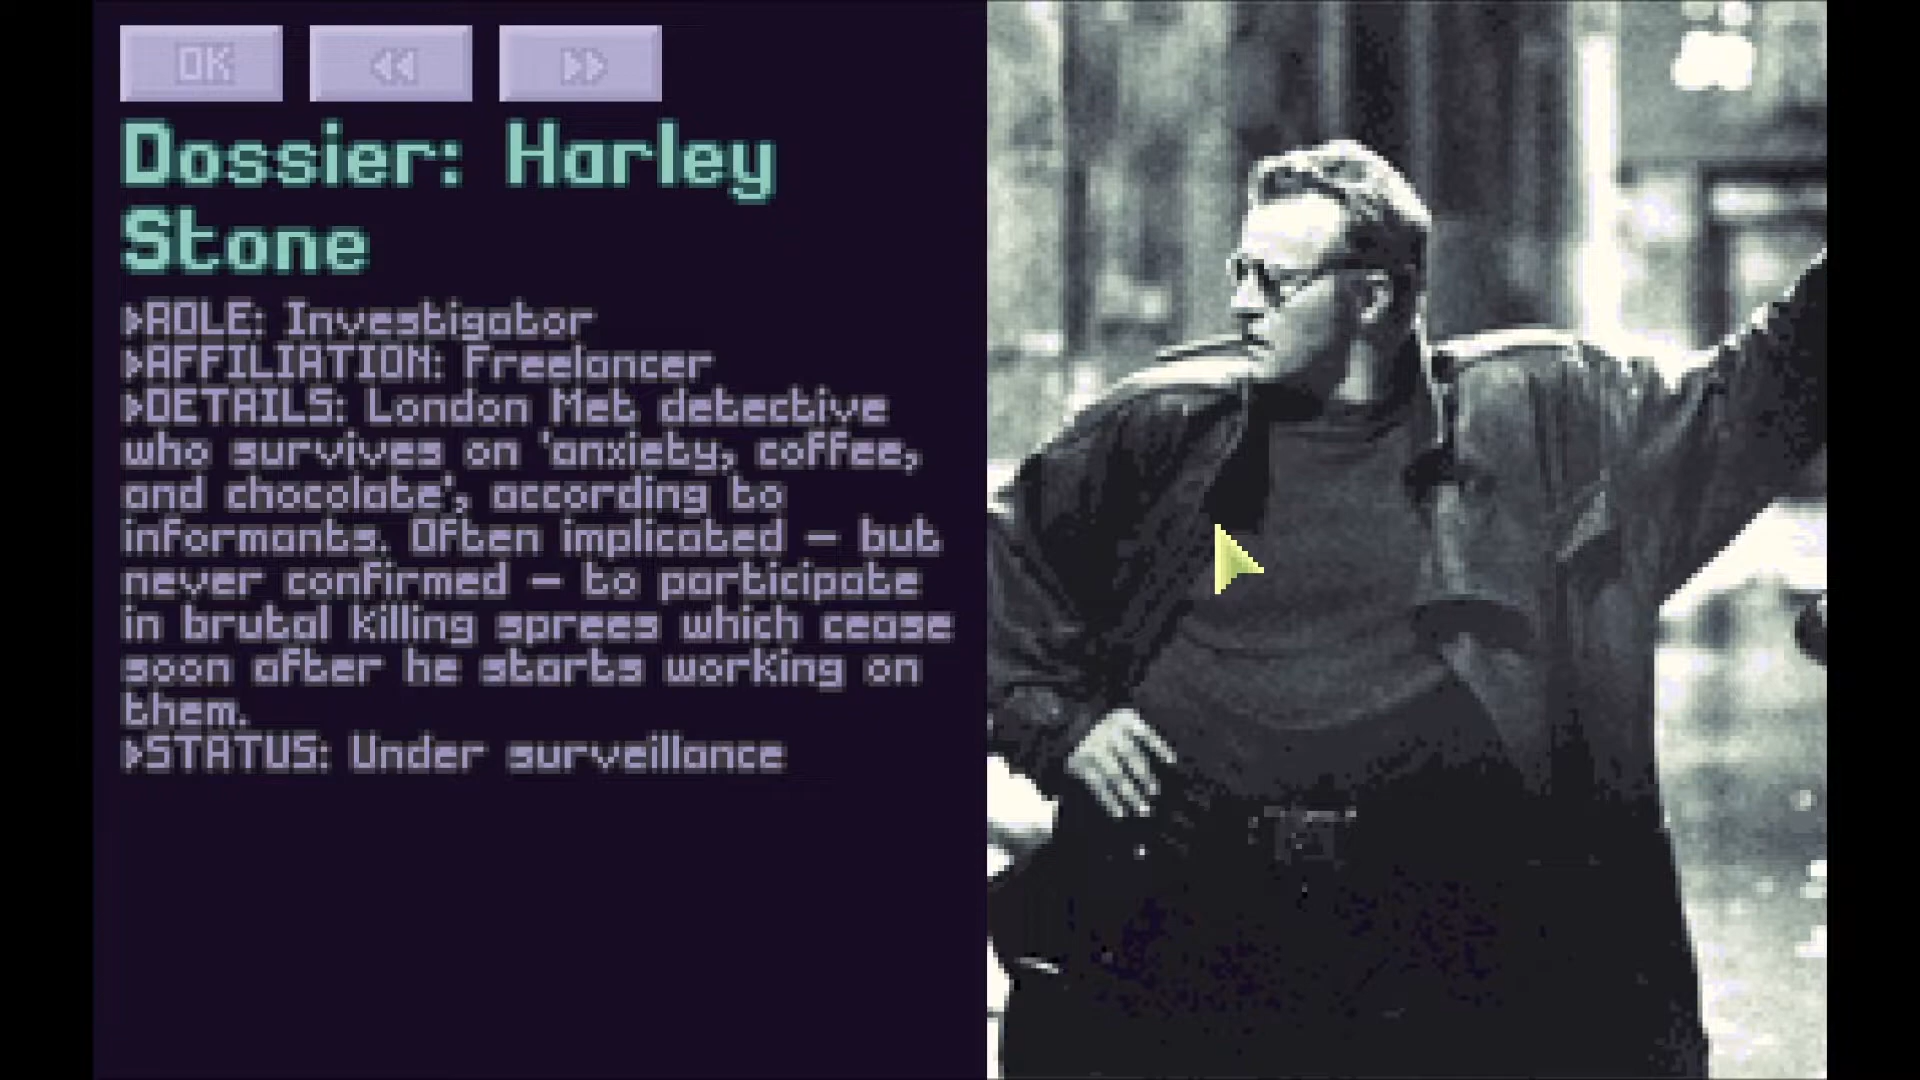 OK
Dossier: Harley
Stone
ROLE: Investigator
AFFILIATION: Freelancer
DETAILS: London Met detective
who survives on 'anxiety, coffee,
and chocolate', according to
informants. Often implicated – but
never confirmed – to participate
in brutal killing sprees which cease
soon after he starts working on
them.
STATUS: Under surveillance